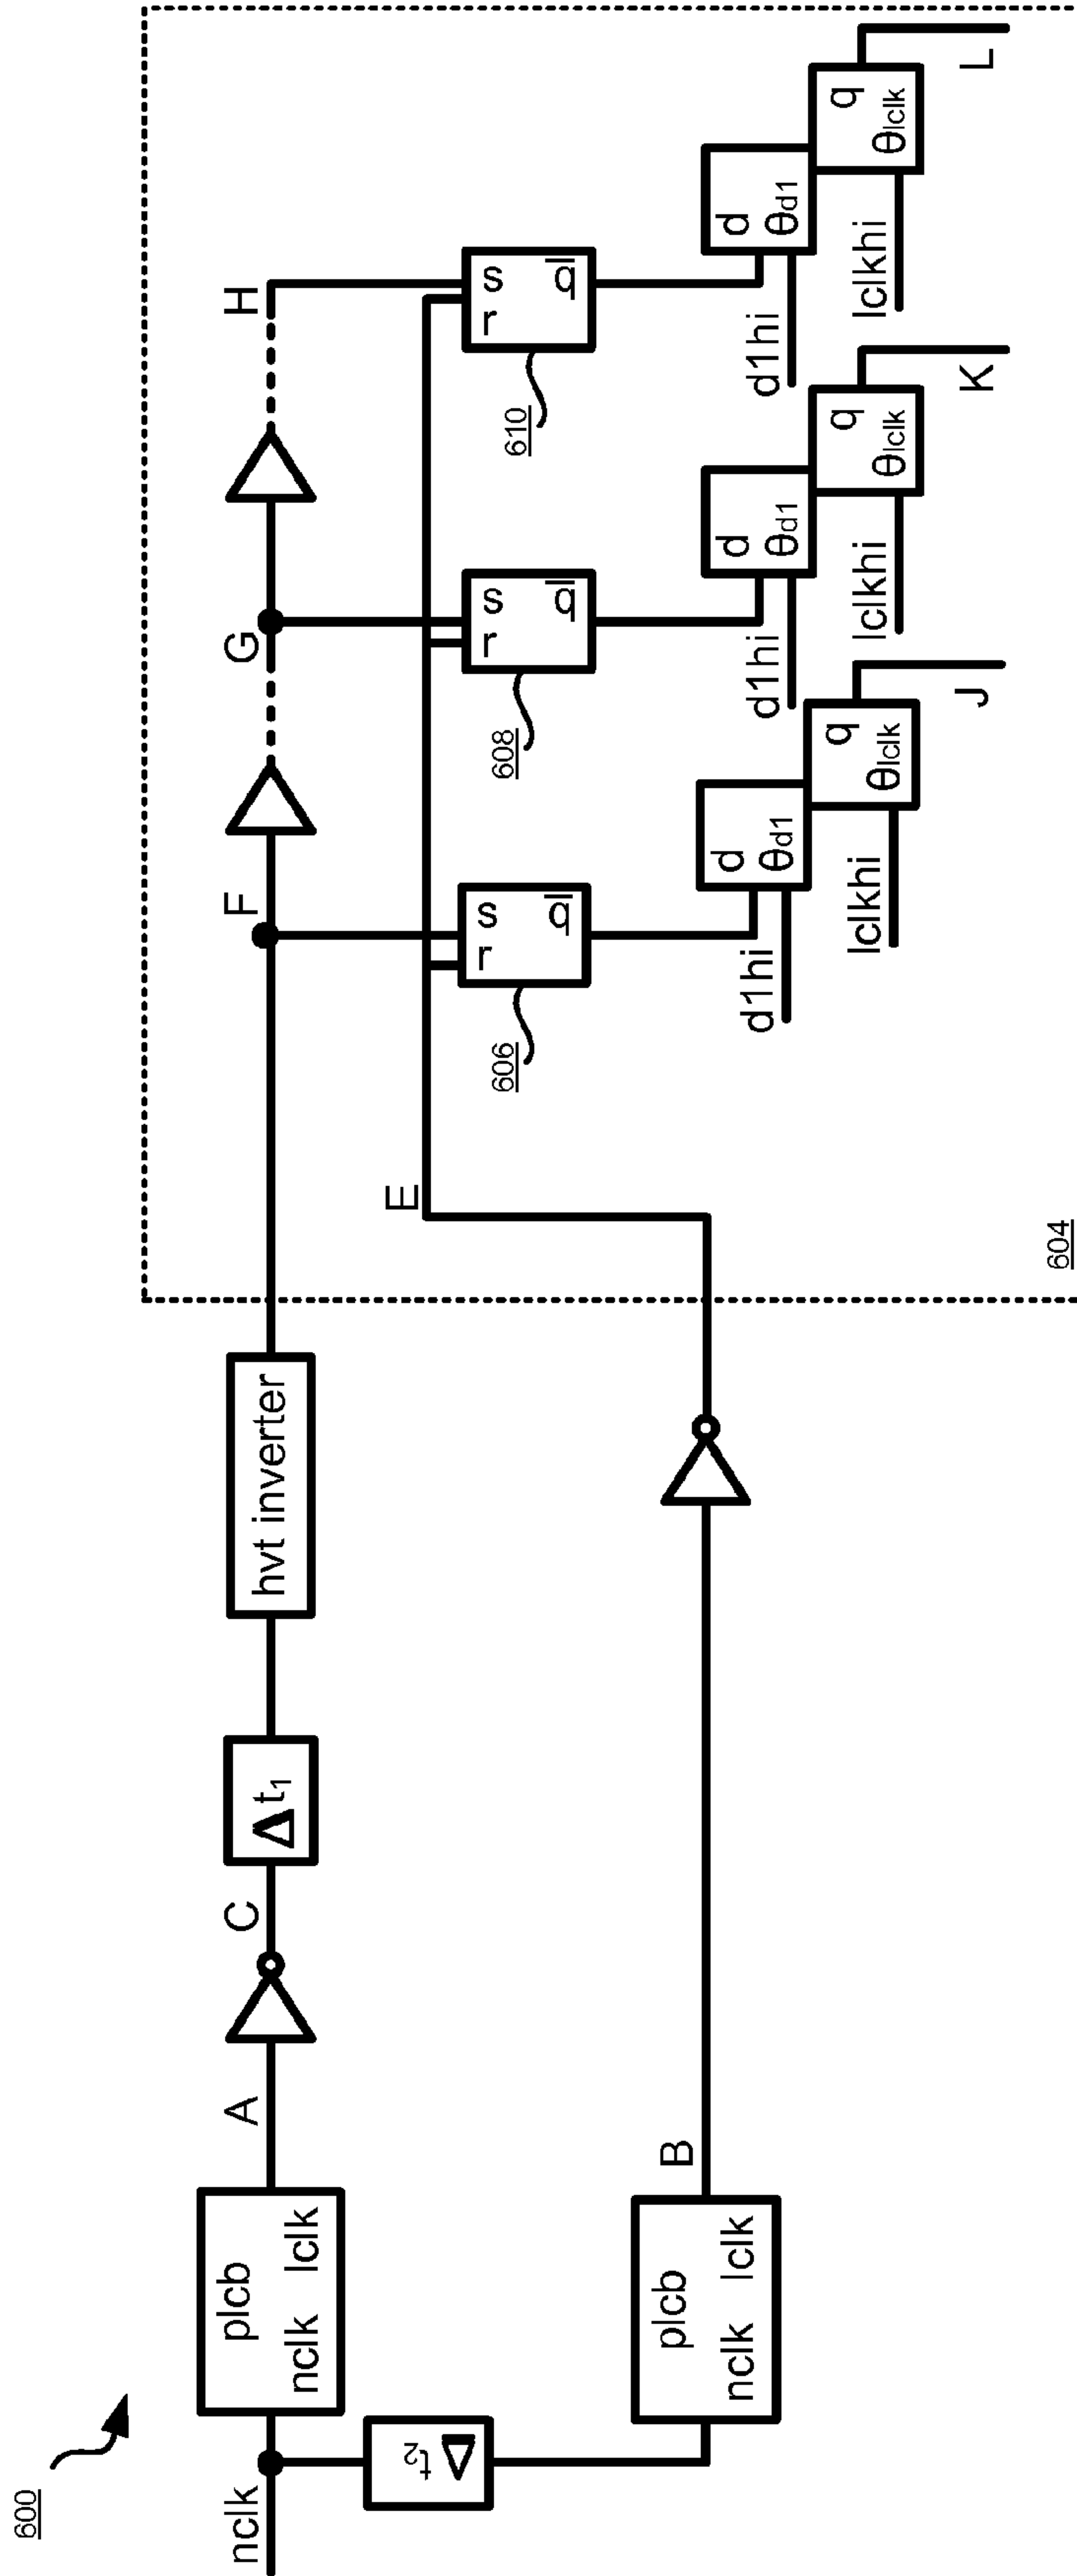 600
nclk
plcb
nclk lclk
A
C
Δt₁
hvt inverter
F
G
H
Δt₂
plcb
nclk lclk
B
E
604
606
s
r
q̅
608
s
r
q̅
610
s
r
q̅
d
θd1
d1hi
q
θlclk
lclkhi
J
d
θd1
d1hi
q
θlclk
lclkhi
K
d
θd1
d1hi
q
θlclk
lclkhi
L